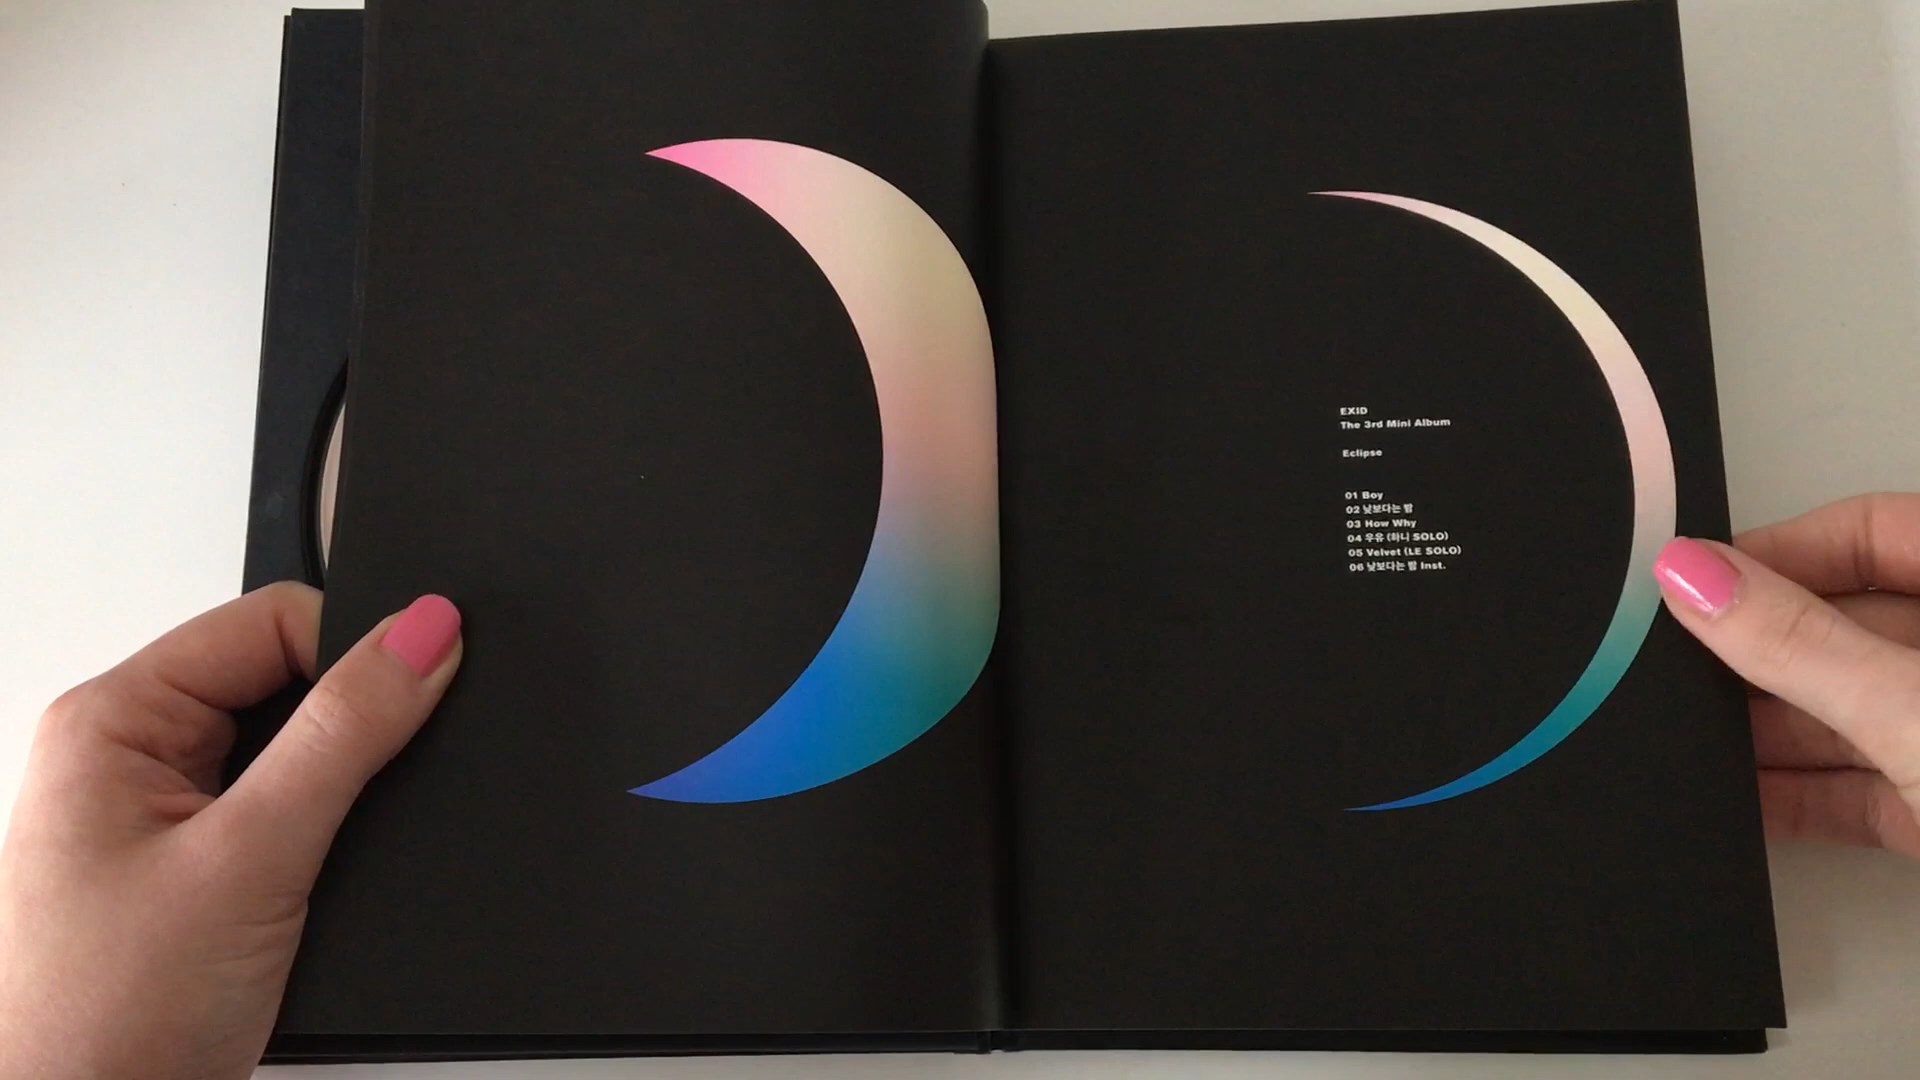 EXID
The 3rd Mini Album
Eclipse
01 Boy
02 낮보다는 밤
03 How Why
04 우유 (하니 SOLO)
05 Velvet (LE SOLO)
06 낮보다는 밤 Inst.